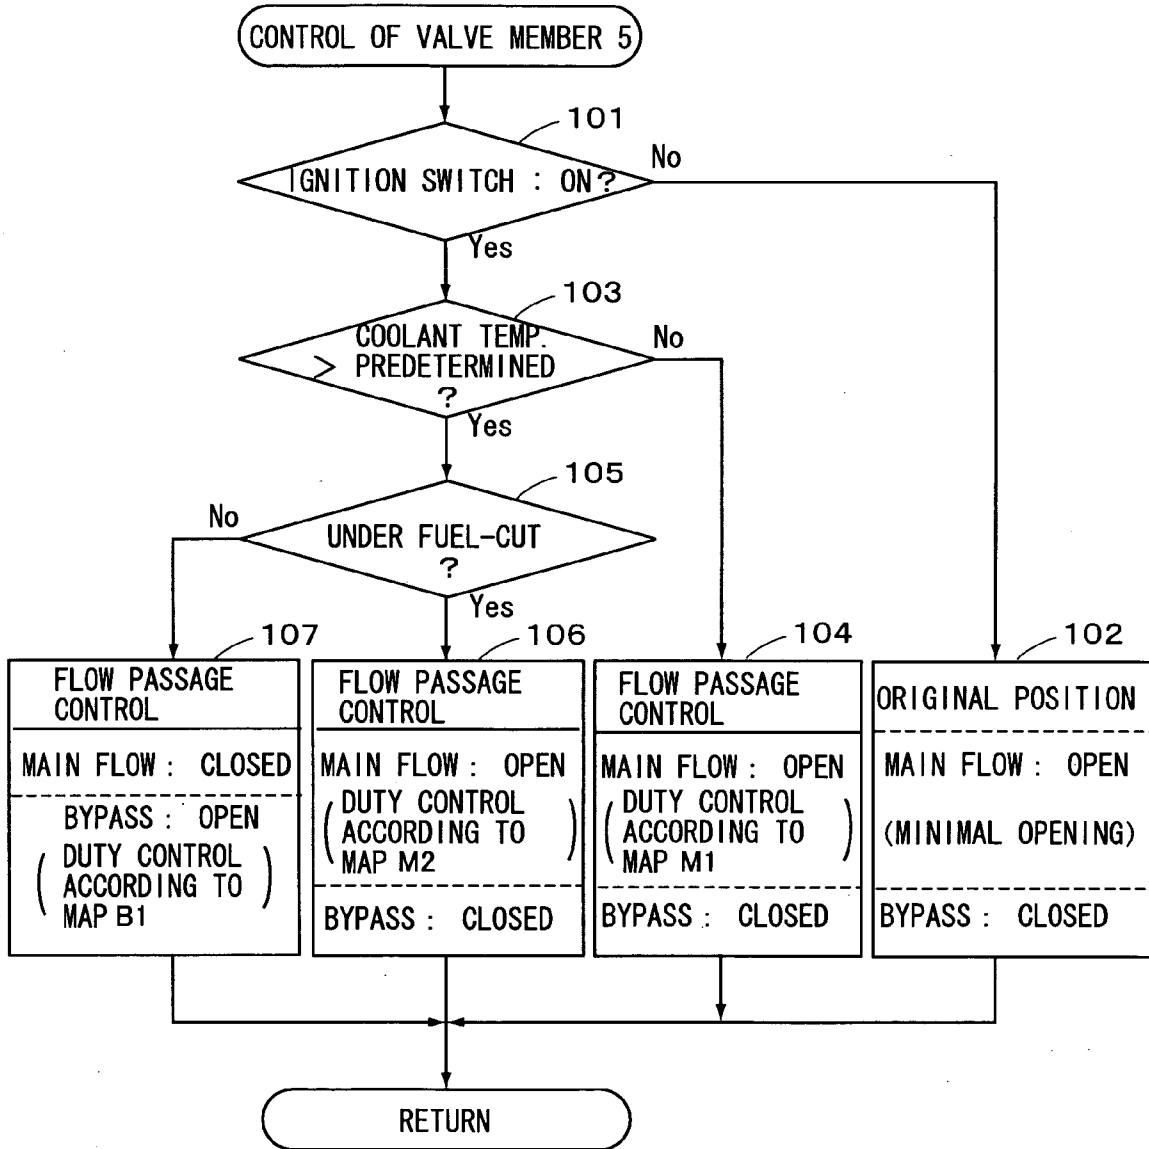 CONTROL OF VALVE MEMBER 5
101
IGNITION SWITCH : ON?
No
Yes
103
COOLANT TEMP.
> PREDETERMINED
?
No
Yes
105
UNDER FUEL-CUT
?
No
Yes
107
FLOW PASSAGE
CONTROL
MAIN FLOW : CLOSED
BYPASS : OPEN
(DUTY CONTROL
ACCORDING TO
MAP B1)
106
FLOW PASSAGE
CONTROL
MAIN FLOW : OPEN
(DUTY CONTROL
ACCORDING TO
MAP M2)
BYPASS : CLOSED
104
FLOW PASSAGE
CONTROL
MAIN FLOW : OPEN
(DUTY CONTROL
ACCORDING TO
MAP M1)
BYPASS : CLOSED
102
ORIGINAL POSITION
MAIN FLOW : OPEN
(MINIMAL OPENING)
BYPASS : CLOSED
RETURN